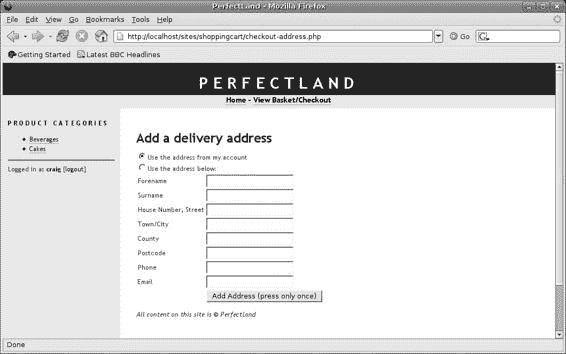 PerfectLand - Mozilla Firefox
File Edit View Go Bookmarks Tools Help
http://localhost/sites/shoppingcart/checkout-address.php Go
Getting Started Latest BBC Headlines
PERFECTLAND
Home - View Basket/Checkout
PRODUCT CATEGORIES
Beverages
Cakes
Logged in as craig [logout]
Add a delivery address
Use the address from my account
Use the address below:
Forename
Surname
House Number, Street
Town/City
County
Postcode
Phone
Email
Add Address (press only once)
All content on this site is © PerfectLand
Done